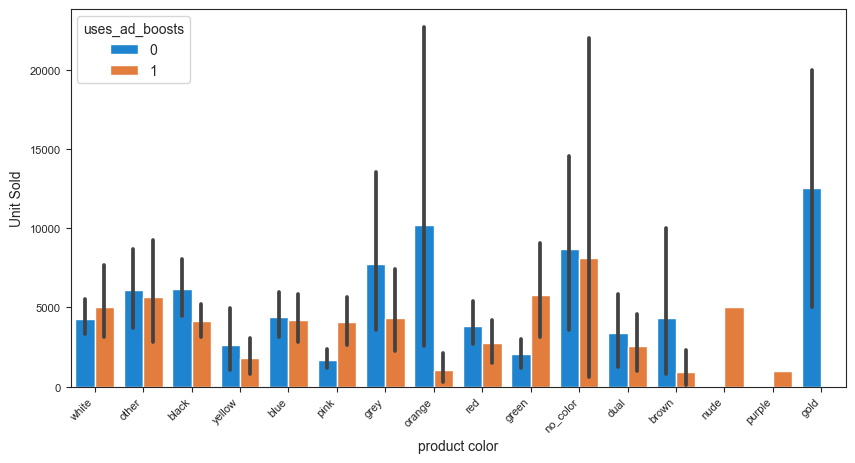 uses_ad_boosts
0
1
20000
15000
10000
5000
0
Unit Sold
white
other
black
yellow
blue
pink
grey
orange
red
green
no_color
dual
brown
nude
purple
gold
product color